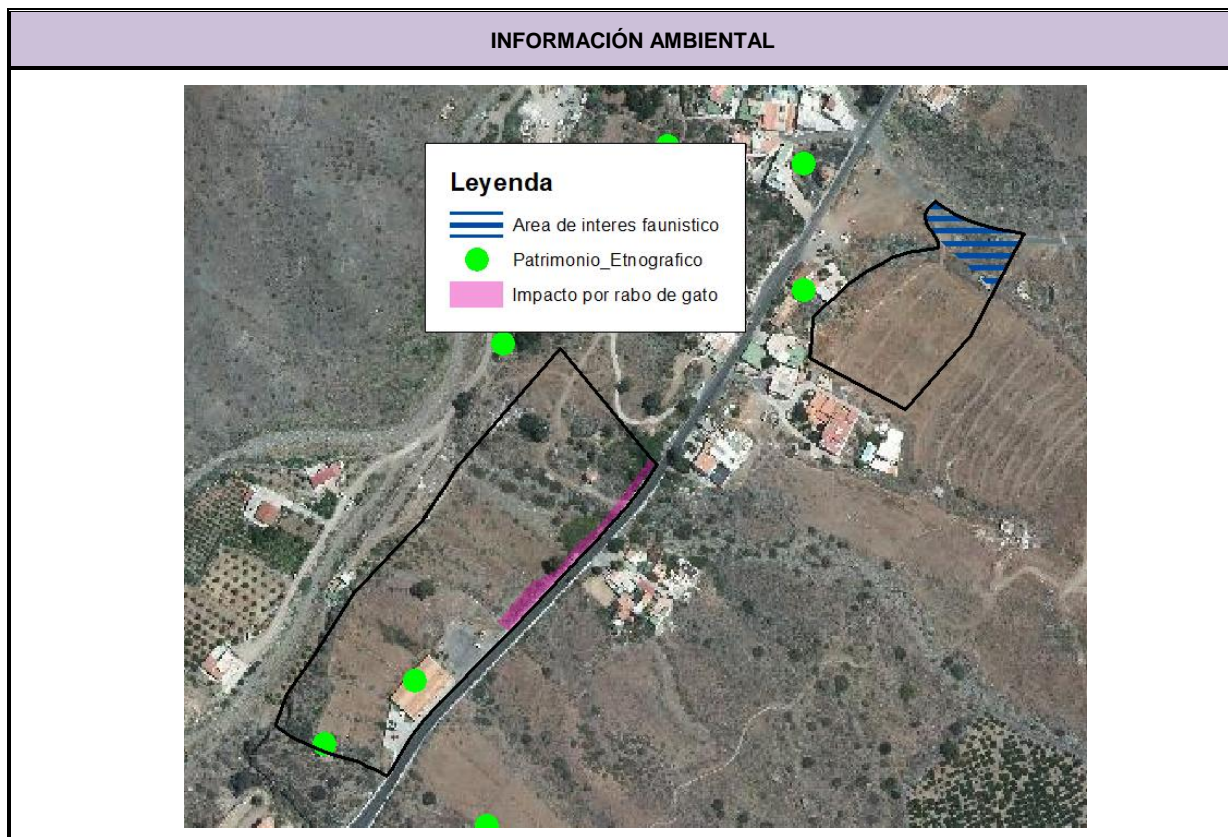 INFORMACIÓN AMBIENTAL
Leyenda
Area de interes faunistico
Patrimonio_Etnografico
Impacto por rabo de gato